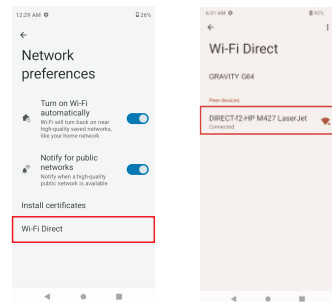 12:29 AM
26%
Network
preferences
Turn on Wi-Fi
automatically
Wi-Fi will turn back on near
high-quality saved networks,
like your home network
Notify for public
networks
Notify when a high-quality
public network is available
Install certificates
Wi-Fi Direct
6:51 AM
92%
Wi-Fi Direct
GRAVITY G64
Peer devices
DIRECT-f2-HP M427 LaserJet
Connected